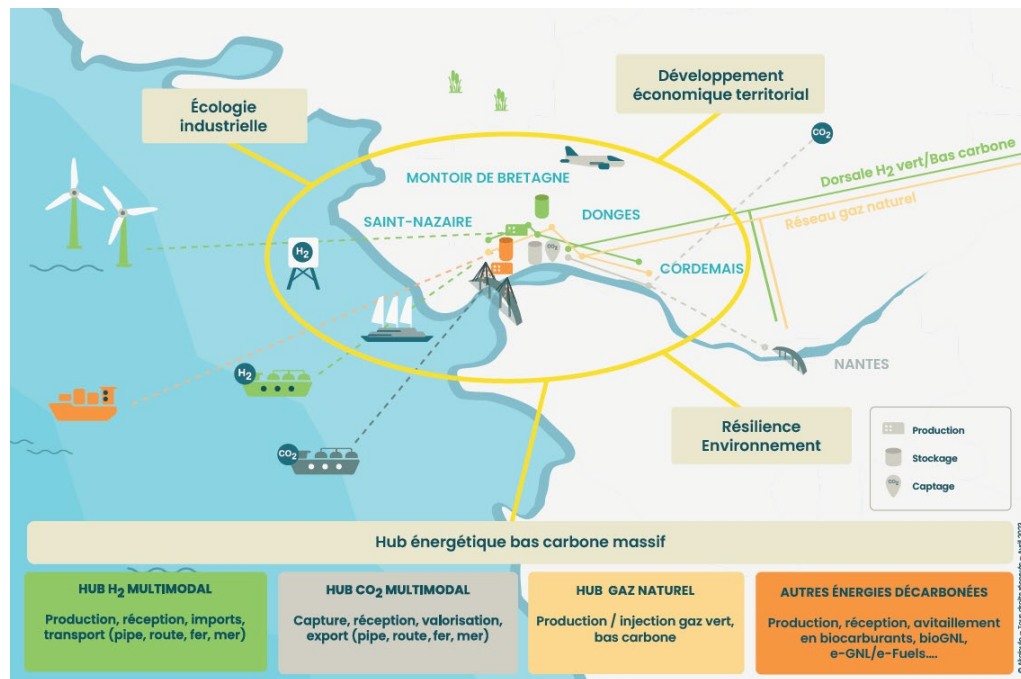 Écologie
industrielle
Développement
économique territorial
CO2
Dorsale H2 vert/Bas carbone
Réseau gaz naturel
MONTOIR DE BRETAGNE
SAINT-NAZAIRE
DONGES
CO2
H2
CORDEMAIS
NANTES
H2
CO2
Résilience
Environnement
Production
Stockage
CO2
Captage
Hub énergétique bas carbone massif
HUB H2 MULTIMODAL
Production, réception, imports,
transport (pipe, route, fer, mer)
HUB CO2 MULTIMODAL
Capture, réception, valorisation,
export (pipe, route, fer, mer)
HUB GAZ NATUREL
Production / injection gaz vert,
bas carbone
AUTRES ÉNERGIES DÉCARBONÉES
Production, réception, avitaillement
en biocarburants, bioGNL,
e-GNL/e-Fuels....